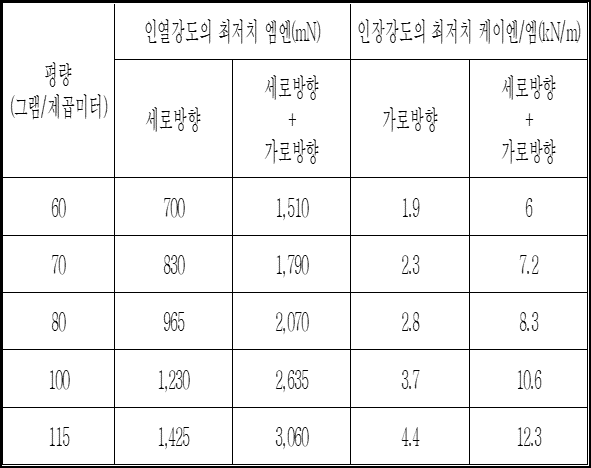 평량
(그램/제곱미터)
인열강도의 최저치 엠엔(mN)
인장강도의 최저치 케이엔/엠(kN/m)
세로방향
세로방향
+
가로방향
가로방향
세로방향
+
가로방향
60 700 1,510 1.9 6
70 830 1,790 2.3 7.2
80 965 2,070 2.8 8.3
100 1,230 2,635 3.7 10.6
115 1,425 3,060 4.4 12.3